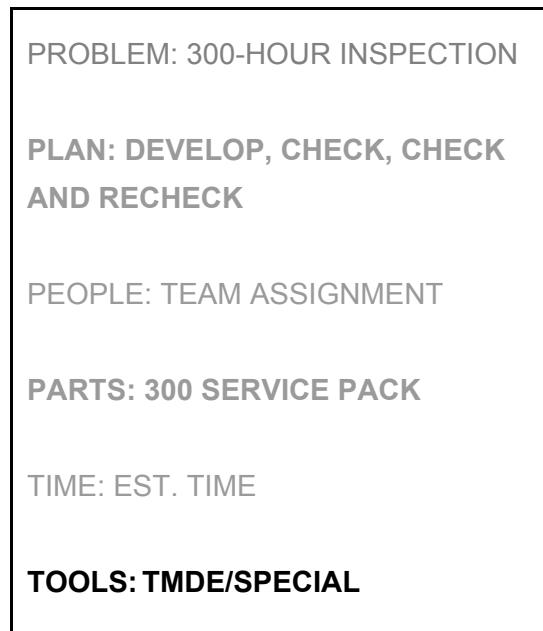 PROBLEM: 300-HOUR INSPECTION
PLAN: DEVELOP, CHECK, CHECK
AND RECHECK
PEOPLE: TEAM ASSIGNMENT
PARTS: 300 SERVICE PACK
TIME: EST. TIME
TOOLS: TMDE/SPECIAL